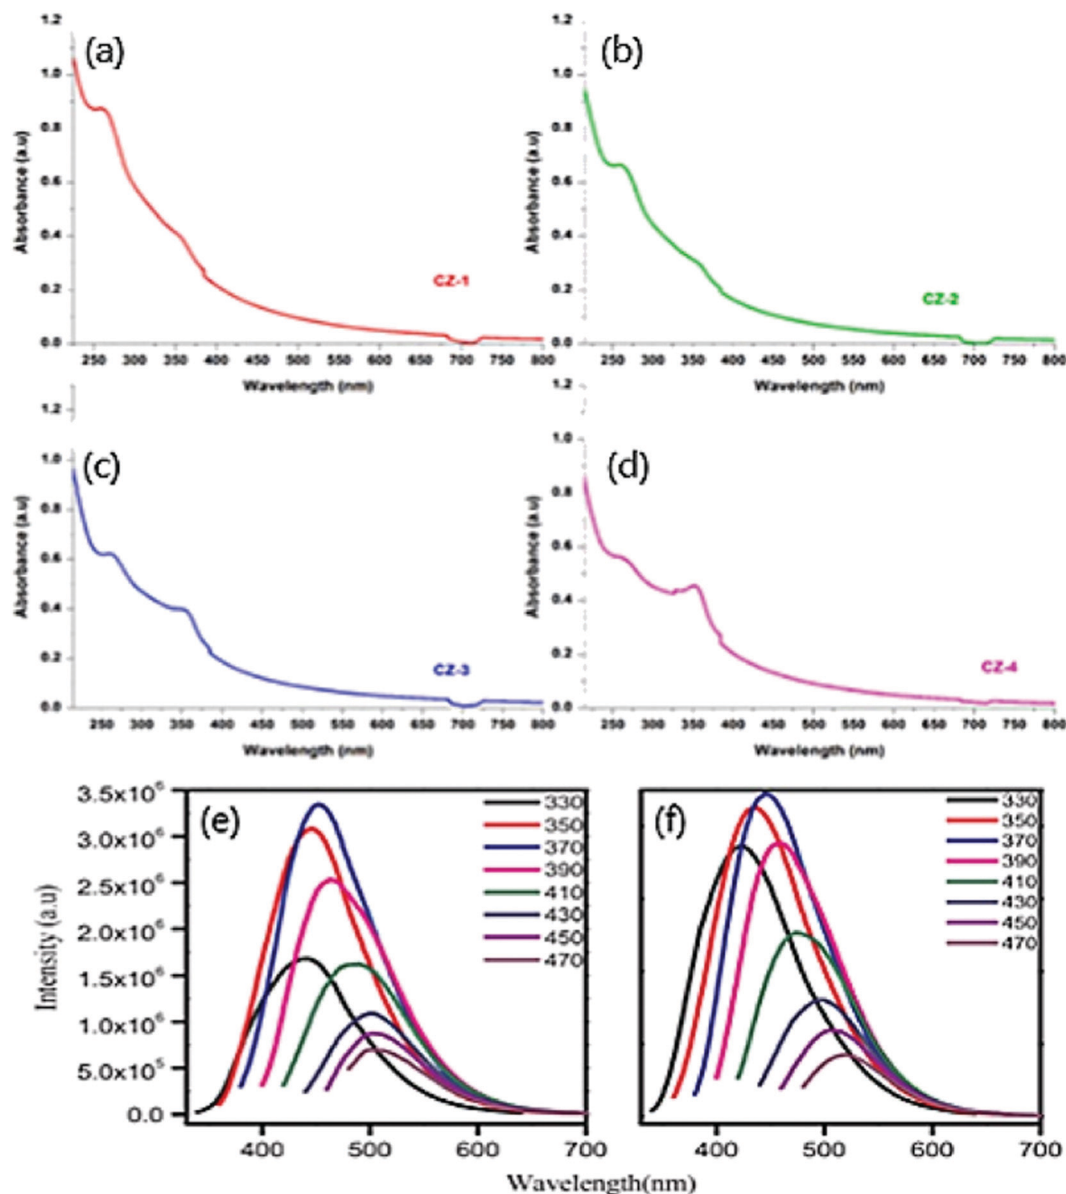 (a)
1.2
1.0
0.8
0.6
0.4
0.2
0.0
Absorbance (a.u)
CZ-1
250 300 350 400 450 500 550 600 650 700 750 800
Wavelength (nm)
(b)
1.2
1.0
0.8
0.6
0.4
0.2
0.0
Absorbance (a.u)
CZ-2
250 300 350 400 450 500 550 600 650 700 750 800
Wavelength (nm)
(c)
1.2
1.0
0.8
0.6
0.4
0.2
0.0
Absorbance (a.u)
CZ-3
250 300 350 400 450 500 550 600 650 700 750 800
Wavelength (nm)
(d)
1.2
1.0
0.8
0.6
0.4
0.2
0.0
Absorbance (a.u)
CZ-4
250 300 350 400 450 500 550 600 650 700 750 800
Wavelength (nm)
(e)
3.5x10⁶
3.0x10⁶
2.5x10⁶
2.0x10⁶
1.5x10⁶
1.0x10⁶
5.0x10⁵
0.0
Intensity (a.u)
330
350
370
390
410
430
450
470
400 500 600 700
(f)
330
350
370
390
410
430
450
470
400 500 600 700
Wavelength(nm)